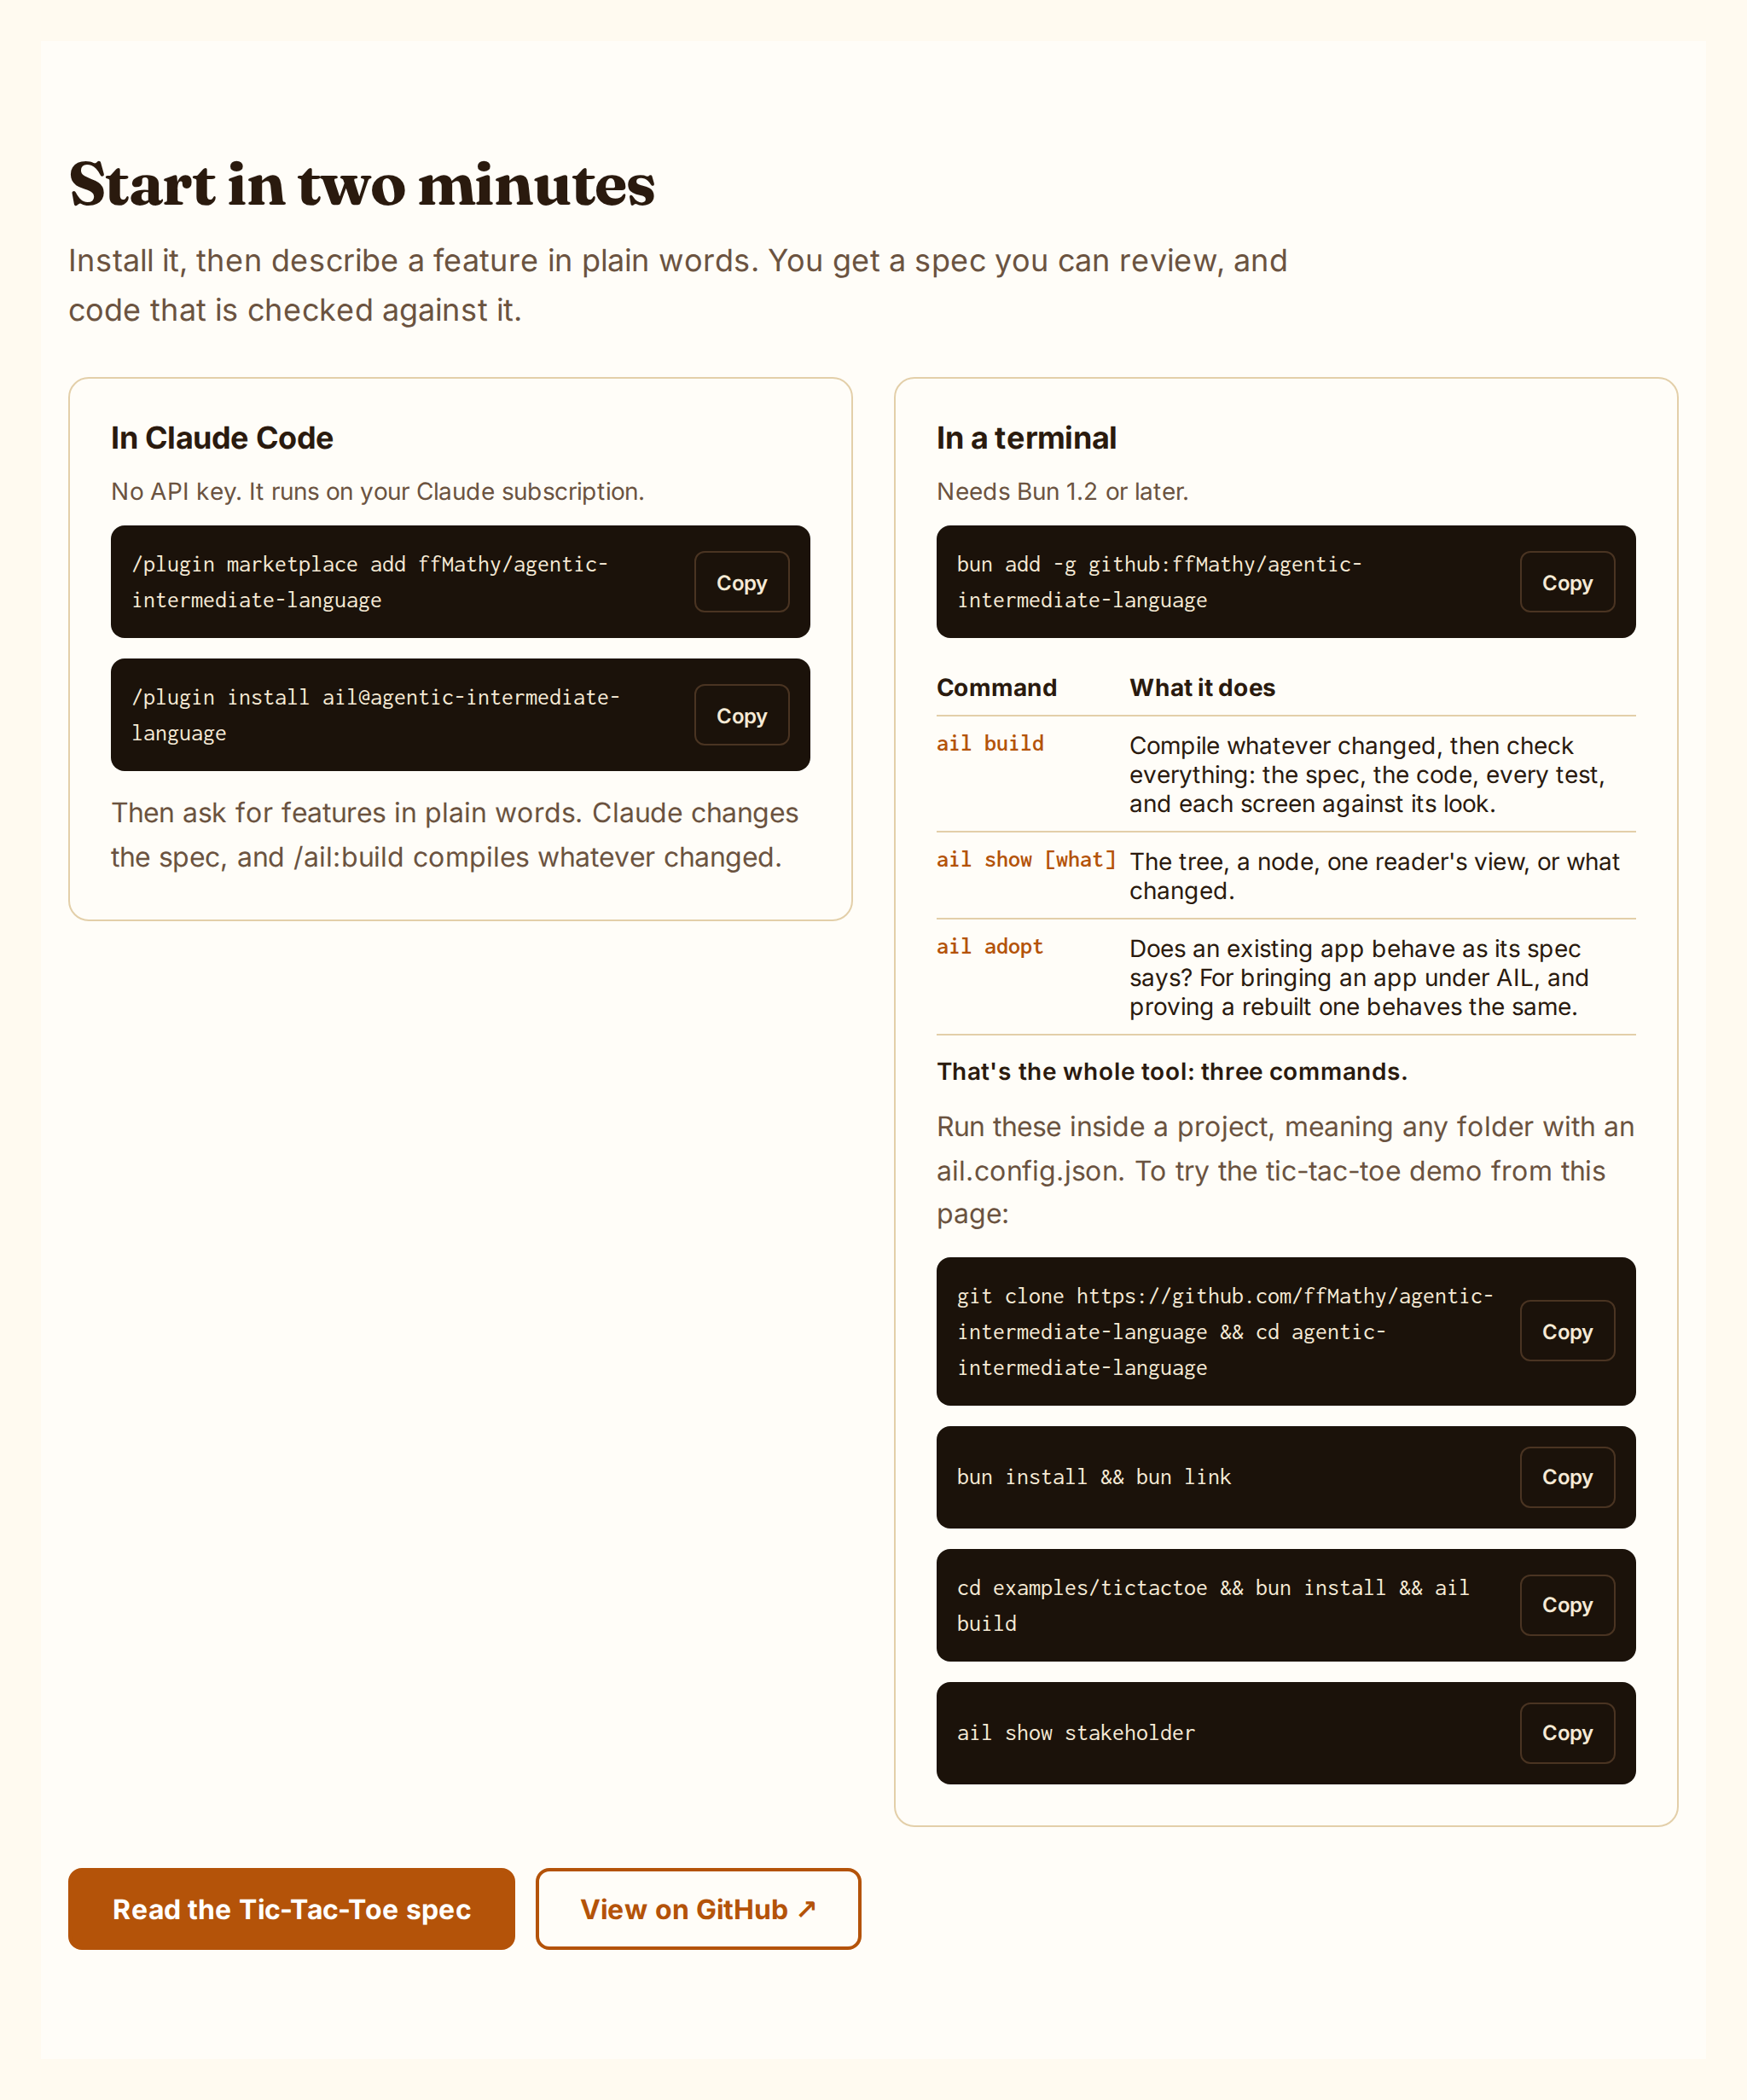 Start in two minutes
Install it, then describe a feature in plain words. You get a spec you can review, and
code that is checked against it.
In Claude Code
No API key. It runs on your Claude subscription.
/plugin marketplace add ffMathy/agentic-
intermediate-language
Copy
/plugin install ail@agentic-intermediate-
language
Copy
Then ask for features in plain words. Claude changes
the spec, and /ail:build compiles whatever changed.
In a terminal
Needs Bun 1.2 or later.
bun add -g github:ffMathy/agentic-
intermediate-language
Copy
Command What it does
ail build Compile whatever changed, then check
everything: the spec, the code, every test,
and each screen against its look.
ail show [what] The tree, a node, one reader's view, or what
changed.
ail adopt Does an existing app behave as its spec
says? For bringing an app under AIL, and
proving a rebuilt one behaves the same.
That's the whole tool: three commands.
Run these inside a project, meaning any folder with an
ail.config.json. To try the tic-tac-toe demo from this
page:
git clone https://github.com/ffMathy/agentic-
intermediate-language && cd agentic-
intermediate-language
Copy
bun install && bun link
Copy
cd examples/tictactoe && bun install && ail
build
Copy
ail show stakeholder
Copy
Read the Tic-Tac-Toe spec
View on GitHub ↗